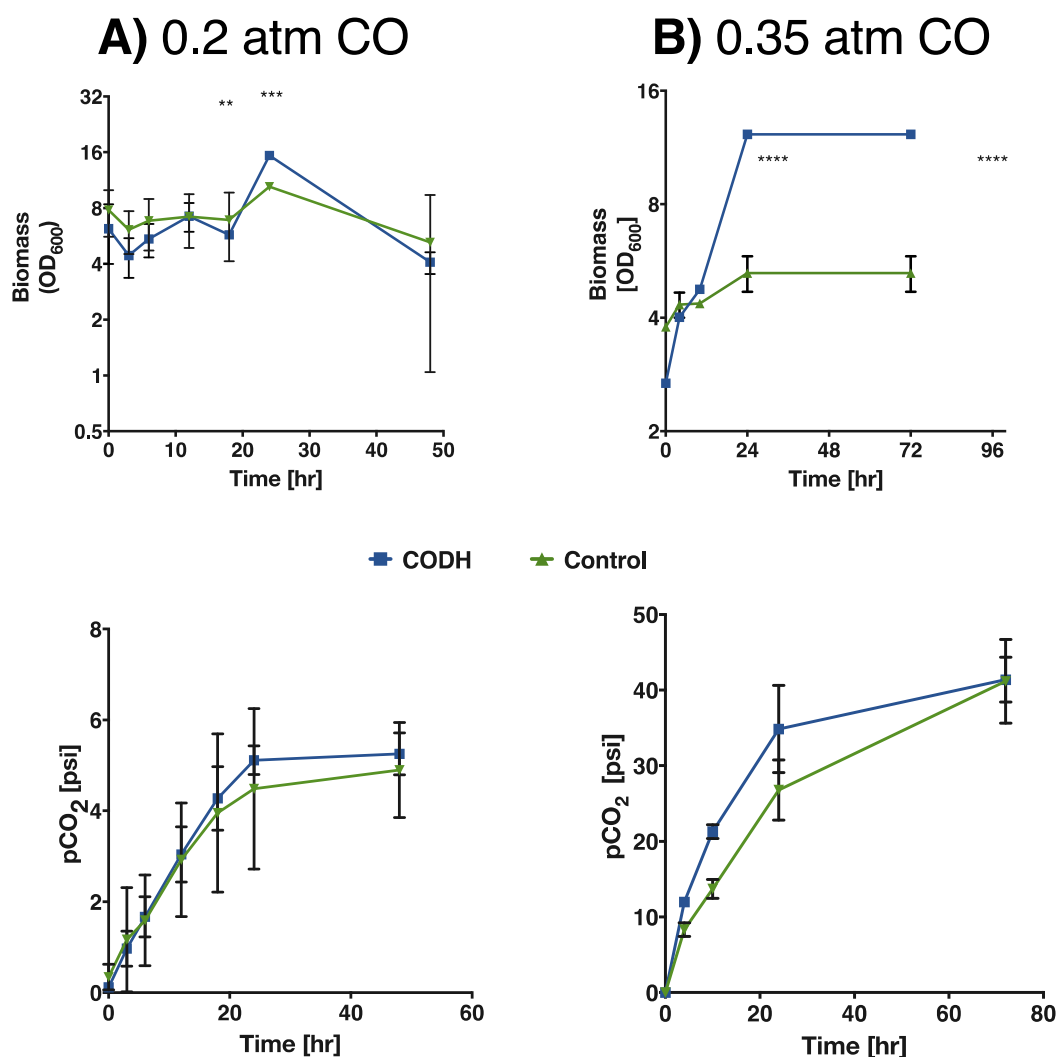 A) 0.2 atm CO
B) 0.35 atm CO
32
16
8
4
2
1
0.5
** ***
Biomass
(OD600)
0 10 20 30 40 50
Time [hr]
16
8
4
2
**** ****
Biomass
[OD600]
0 24 48 72 96
Time [hr]
CODH Control
8
6
4
2
0
pCO2 [psi]
0 20 40 60
Time [hr]
50
40
30
20
10
0
pCO2 [psi]
0 20 40 60 80
Time [hr]